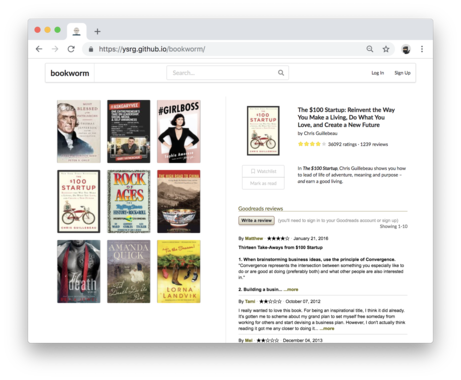 https://ysrg.github.io/bookworm/
bookworm
Search...
Log In
Sign Up
#GIRLBOSS
#ASKGARYVEE
THE $100 STARTUP
CHRIS GUILLEBEAU
ROCK OF AGES
death
AMANDA QUICK
LORNA LANDVIK
THE $100 STARTUP
The $100 Startup: Reinvent the Way
You Make a Living, Do What You
Love, and Create a New Future
by Chris Guillebeau
36092 ratings - 1239 reviews
Watchlist
Mark as read
In The $100 Startup, Chris Guillebeau shows you how
to lead of life of adventure, meaning and purpose -
and earn a good living.
Goodreads reviews
Write a review (you'll need to sign in to your Goodreads account or sign up)
Showing 1-10
By Matthew ★★★★☆ January 21, 2016
Thirteen Take-Aways from $100 Startup
1. When brainstorming business ideas, use the principle of Convergence.
"Convergence represents the intersection between something you especially like to
do or are good at doing (preferably both) and what other people are also interested
in."
2. Building a busin... ...more
By Tami ★★☆☆☆ October 07, 2012
I really wanted to love this book. For being an inspirational title, I think it did already.
It's gotten me to scheme about my grand plan to set myself free someday from
working for others and start devising a business plan. However, I don't actually think
reading it got me any closer to doing it... ...more
By Mal ★★☆☆☆ December 04, 2013